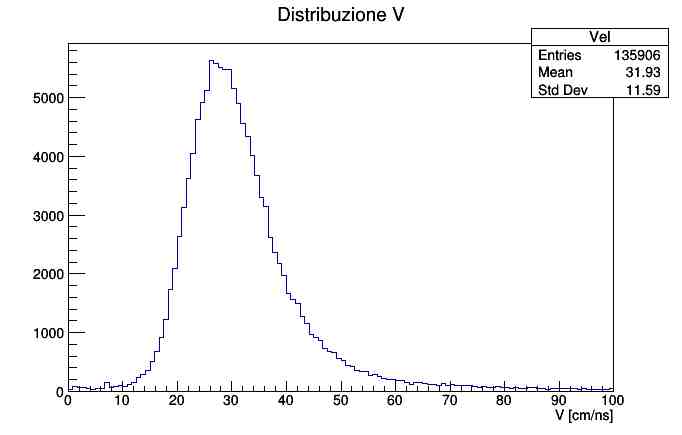 Distribuzione V
Vel
Entries 135906
Mean 31.93
Std Dev 11.59
5000
4000
3000
2000
1000
0
0 10 20 30 40 50 60 70 80 90 100
V [cm/ns]